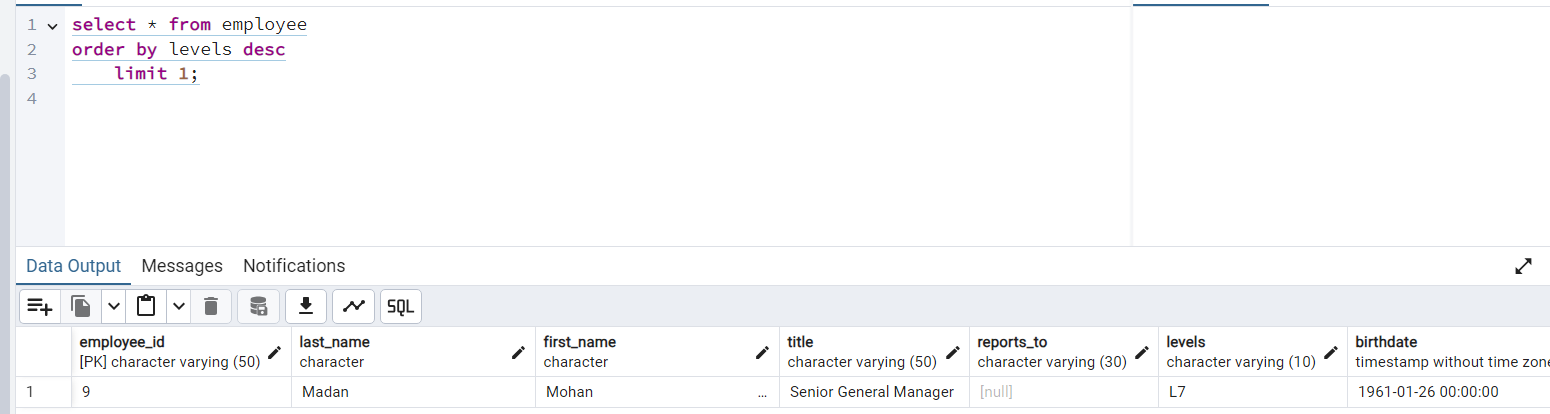 1 select * from employee
2 order by levels desc
3 limit 1;
4
Data Output Messages Notifications
SQL
employee_id last_name first_name title reports_to levels birthdate
[PK] character varying (50) character character character varying (50) character varying (30) character varying (10) timestamp without time zone
1 9 Madan Mohan ... Senior General Manager [null] L7 1961-01-26 00:00:00